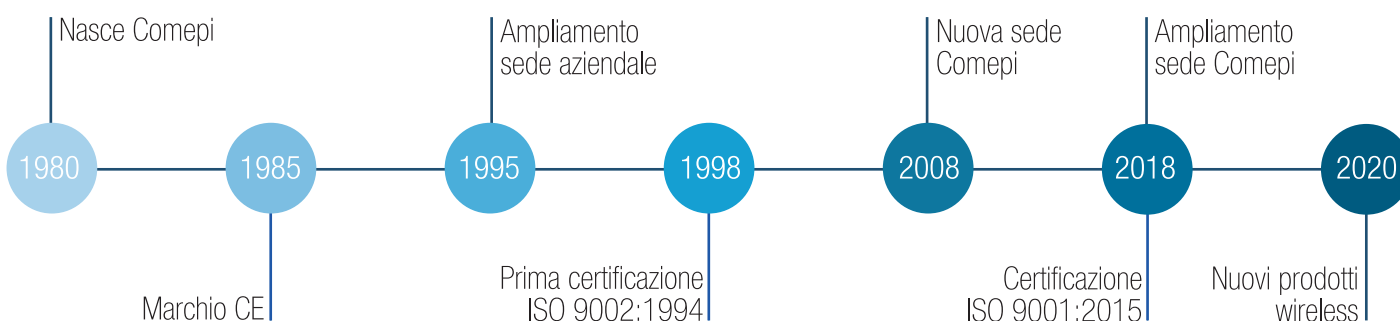 Nasce Comepi
Ampliamento
sede aziendale
Nuova sede
Comepi
Ampliamento
sede Comepi
1980
1985
1995
1998
2008
2018
2020
Marchio CE
Prima certificazione
ISO 9002:1994
Certificazione
ISO 9001:2015
Nuovi prodotti
wireless